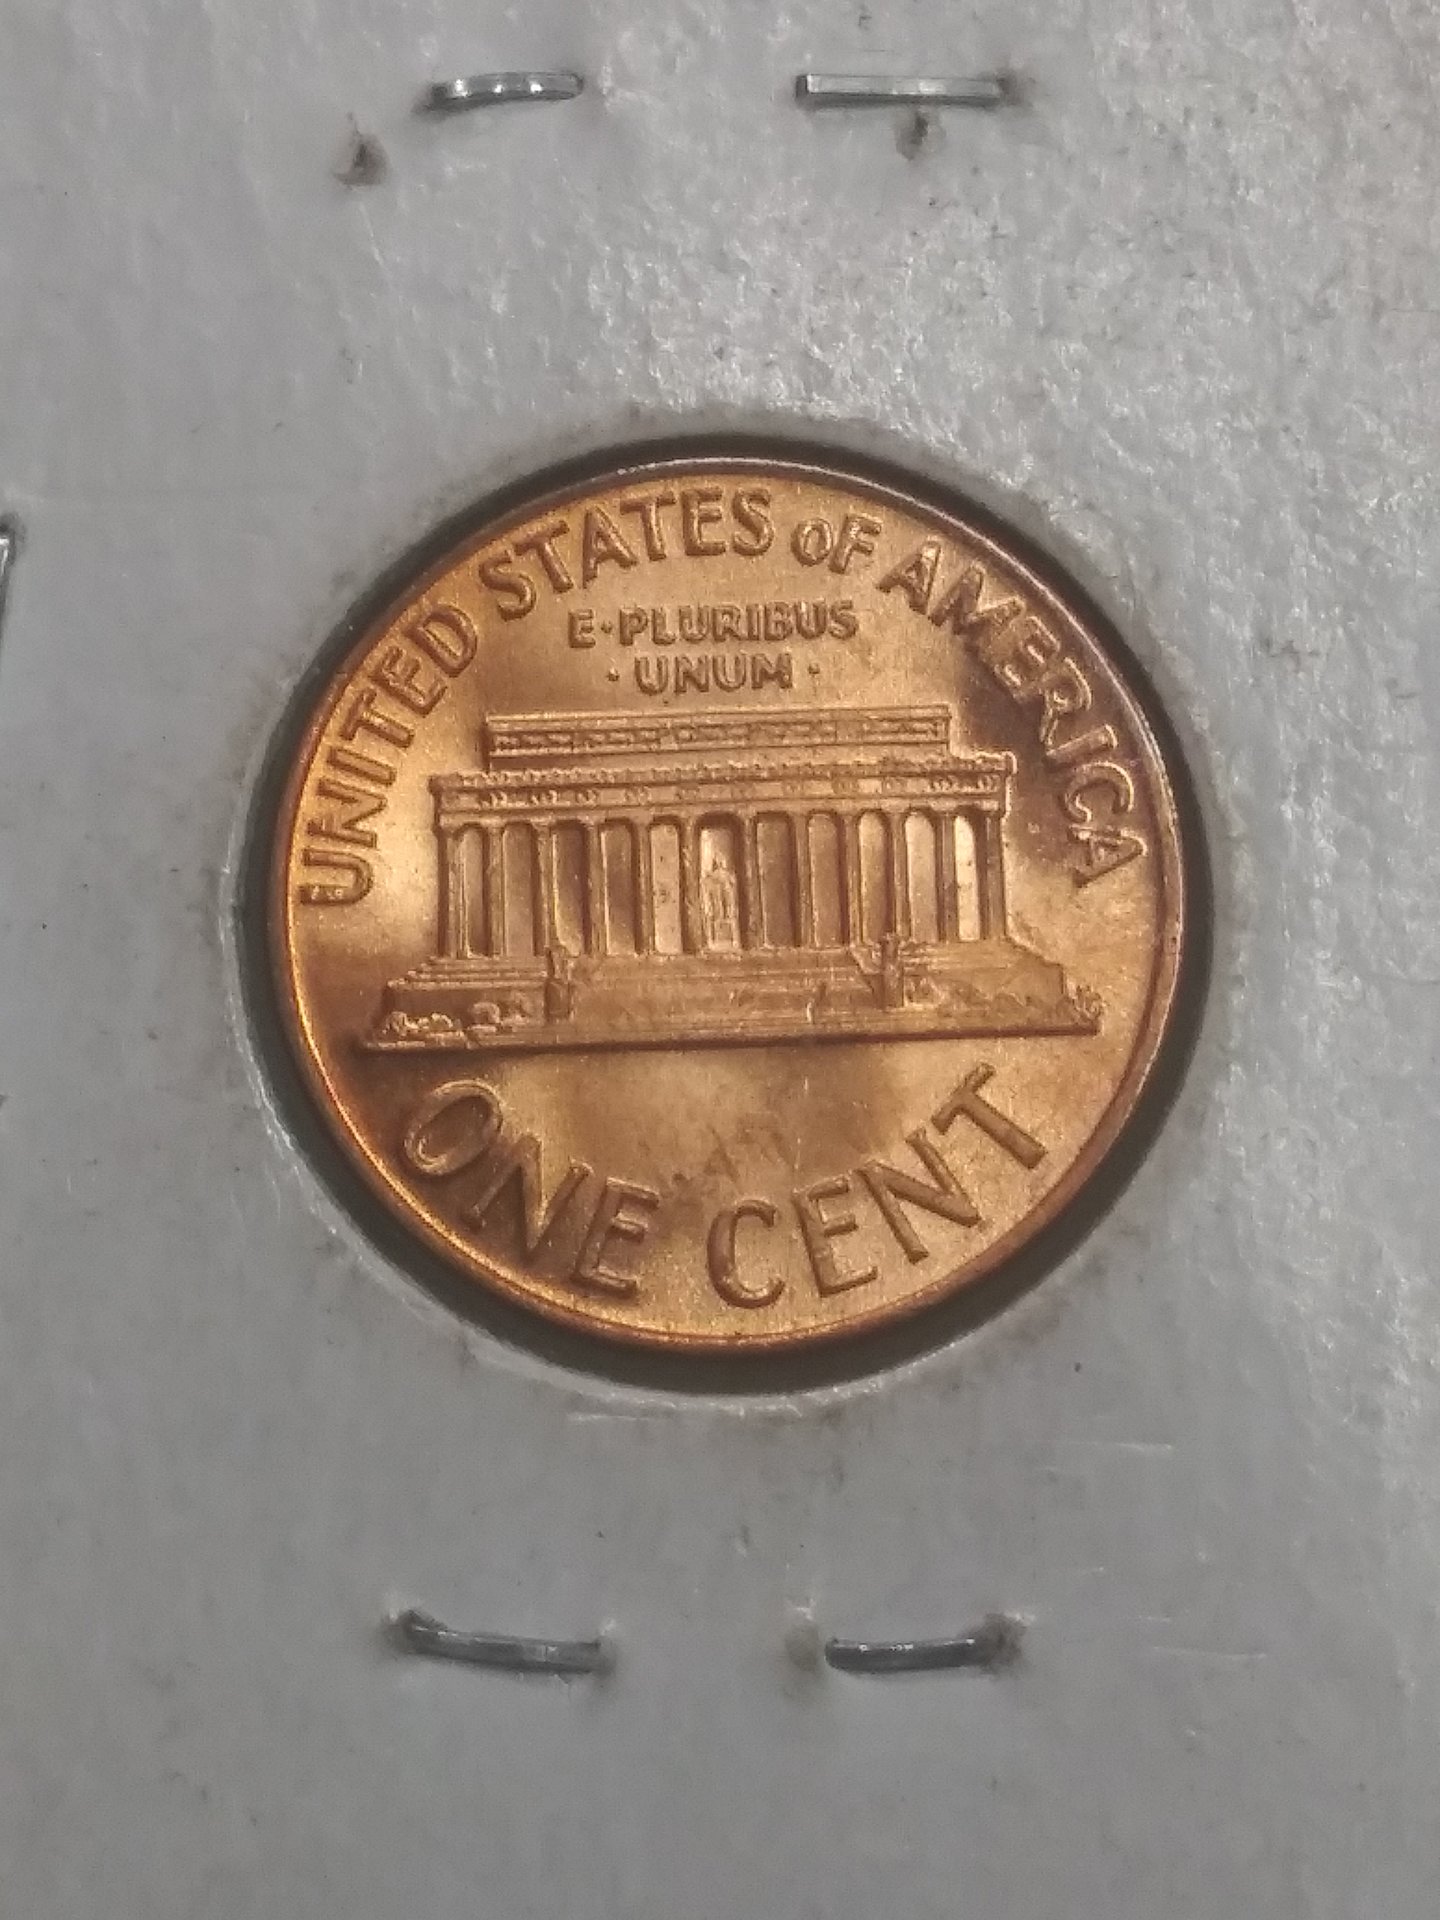 UNITED STATES OF AMERICA
E·PLURIBUS
·UNUM·
ONE CENT